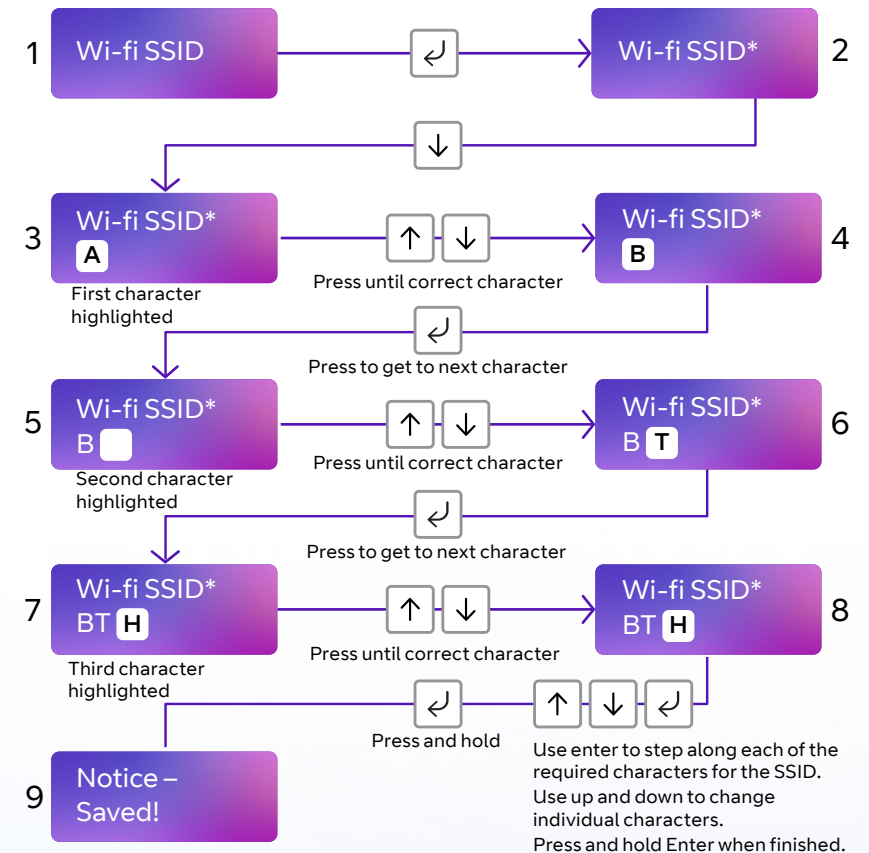 1
Wi-fi SSID
Wi-fi SSID*
2
3
Wi-fi SSID*
A
First character
highlighted
Press until correct character
Wi-fi SSID*
B
4
Press to get to next character
5
Wi-fi SSID*
B
Second character
highlighted
Press until correct character
Wi-fi SSID*
B T
6
Press to get to next character
7
Wi-fi SSID*
BT H
Third character
highlighted
Press until correct character
Wi-fi SSID*
BT H
8
Press and hold
Use enter to step along each of the
required characters for the SSID.
Use up and down to change
individual characters.
Press and hold Enter when finished.
9
Notice –
Saved!